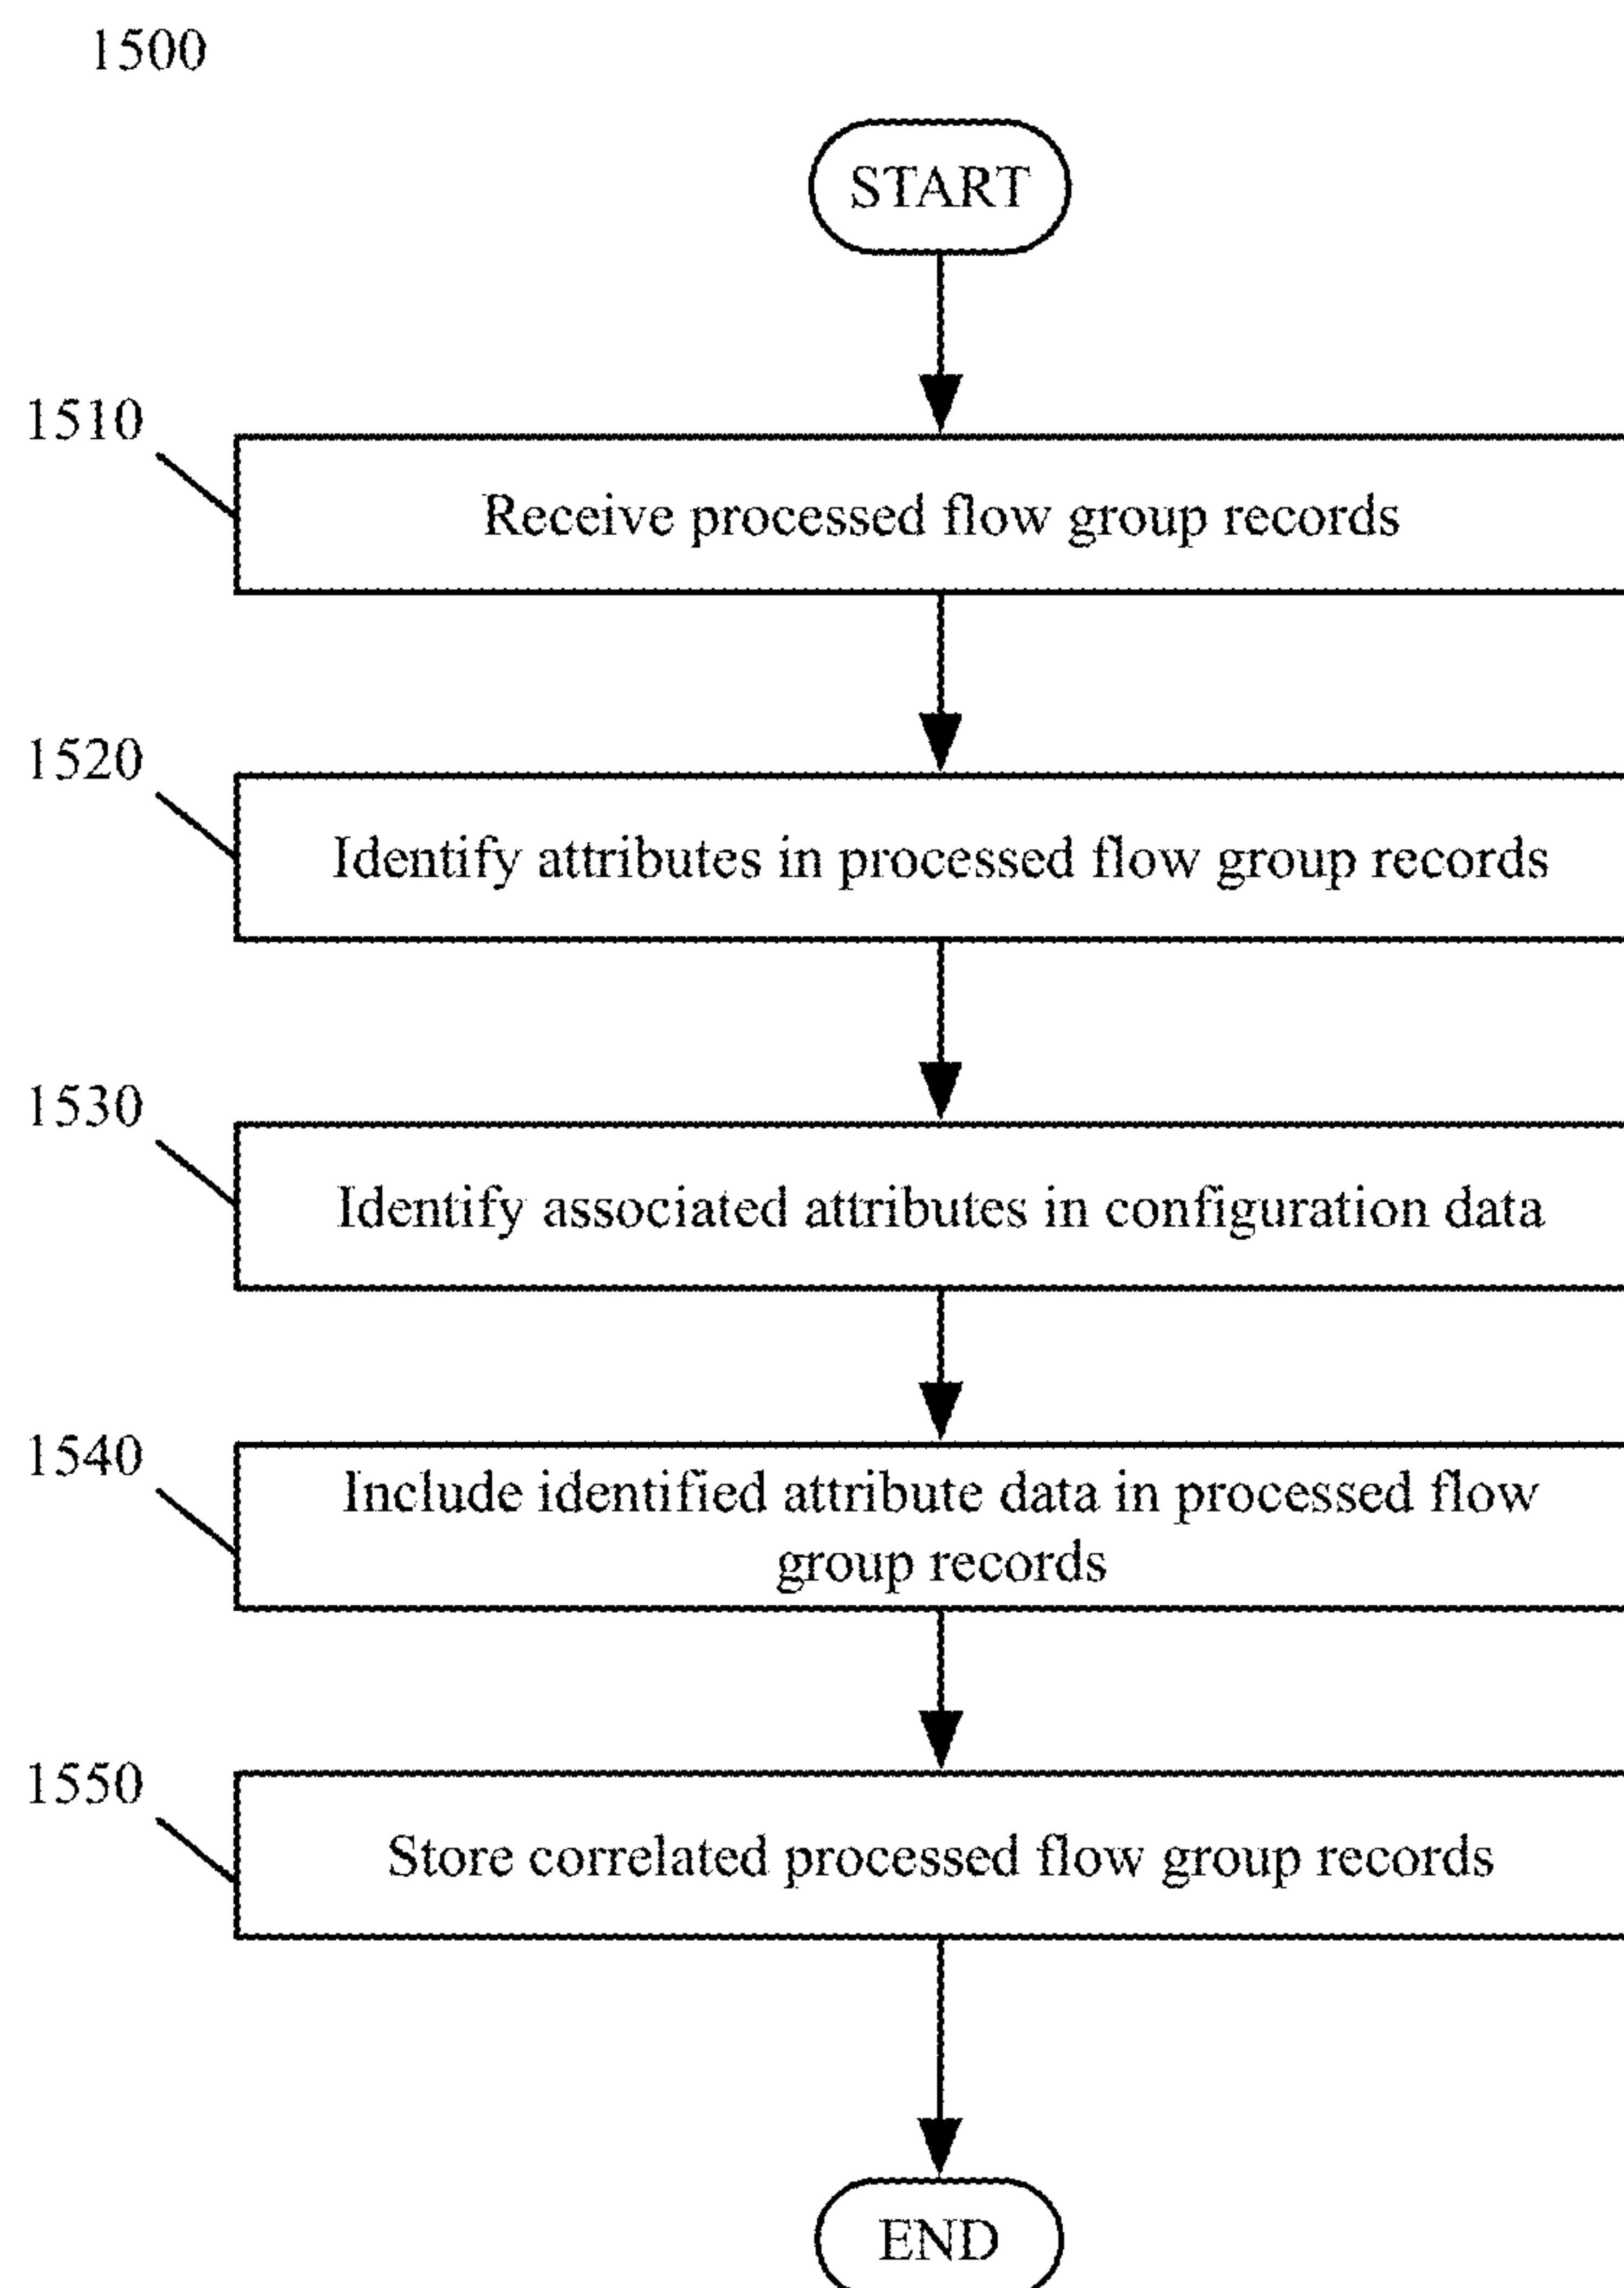 1500
START
1510
Receive processed flow group records
1520
Identify attributes in processed flow group records
1530
Identify associated attributes in configuration data
1540
Include identified attribute data in processed flow
group records
1550
Store correlated processed flow group records
END